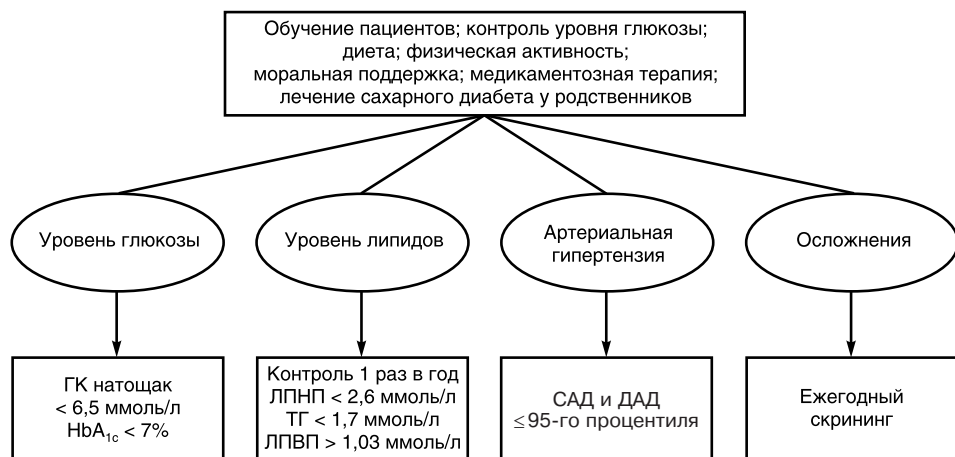 Обучение пациентов; контроль уровня глюкозы;
диета; физическая активность;
моральная поддержка; медикаментозная терапия;
лечение сахарного диабета у родственников
Уровень глюкозы
Уровень липидов
Артериальная
гипертензия
Осложнения
ГК натощак
< 6,5 ммоль/л
HbA1c < 7%
Контроль 1 раз в год
ЛПНП < 2,6 ммоль/л
ТГ < 1,7 ммоль/л
ЛПВП > 1,03 ммоль/л
САД и ДАД
≤ 95-го процентиля
Ежегодный
скрининг